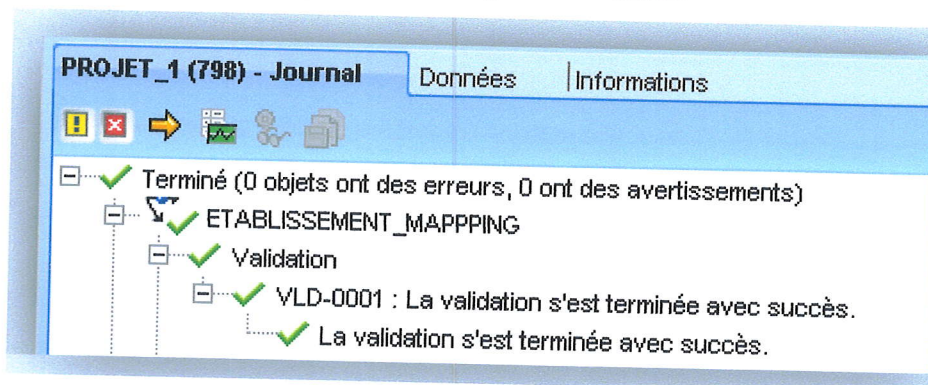 PROJET_1 (798) - Journal
Données
Informations
Terminé (0 objets ont des erreurs, 0 ont des avertissements)
ETABLISSEMENT_MAPPPING
Validation
VLD-0001 : La validation s'est terminée avec succès.
La validation s'est terminée avec succès.